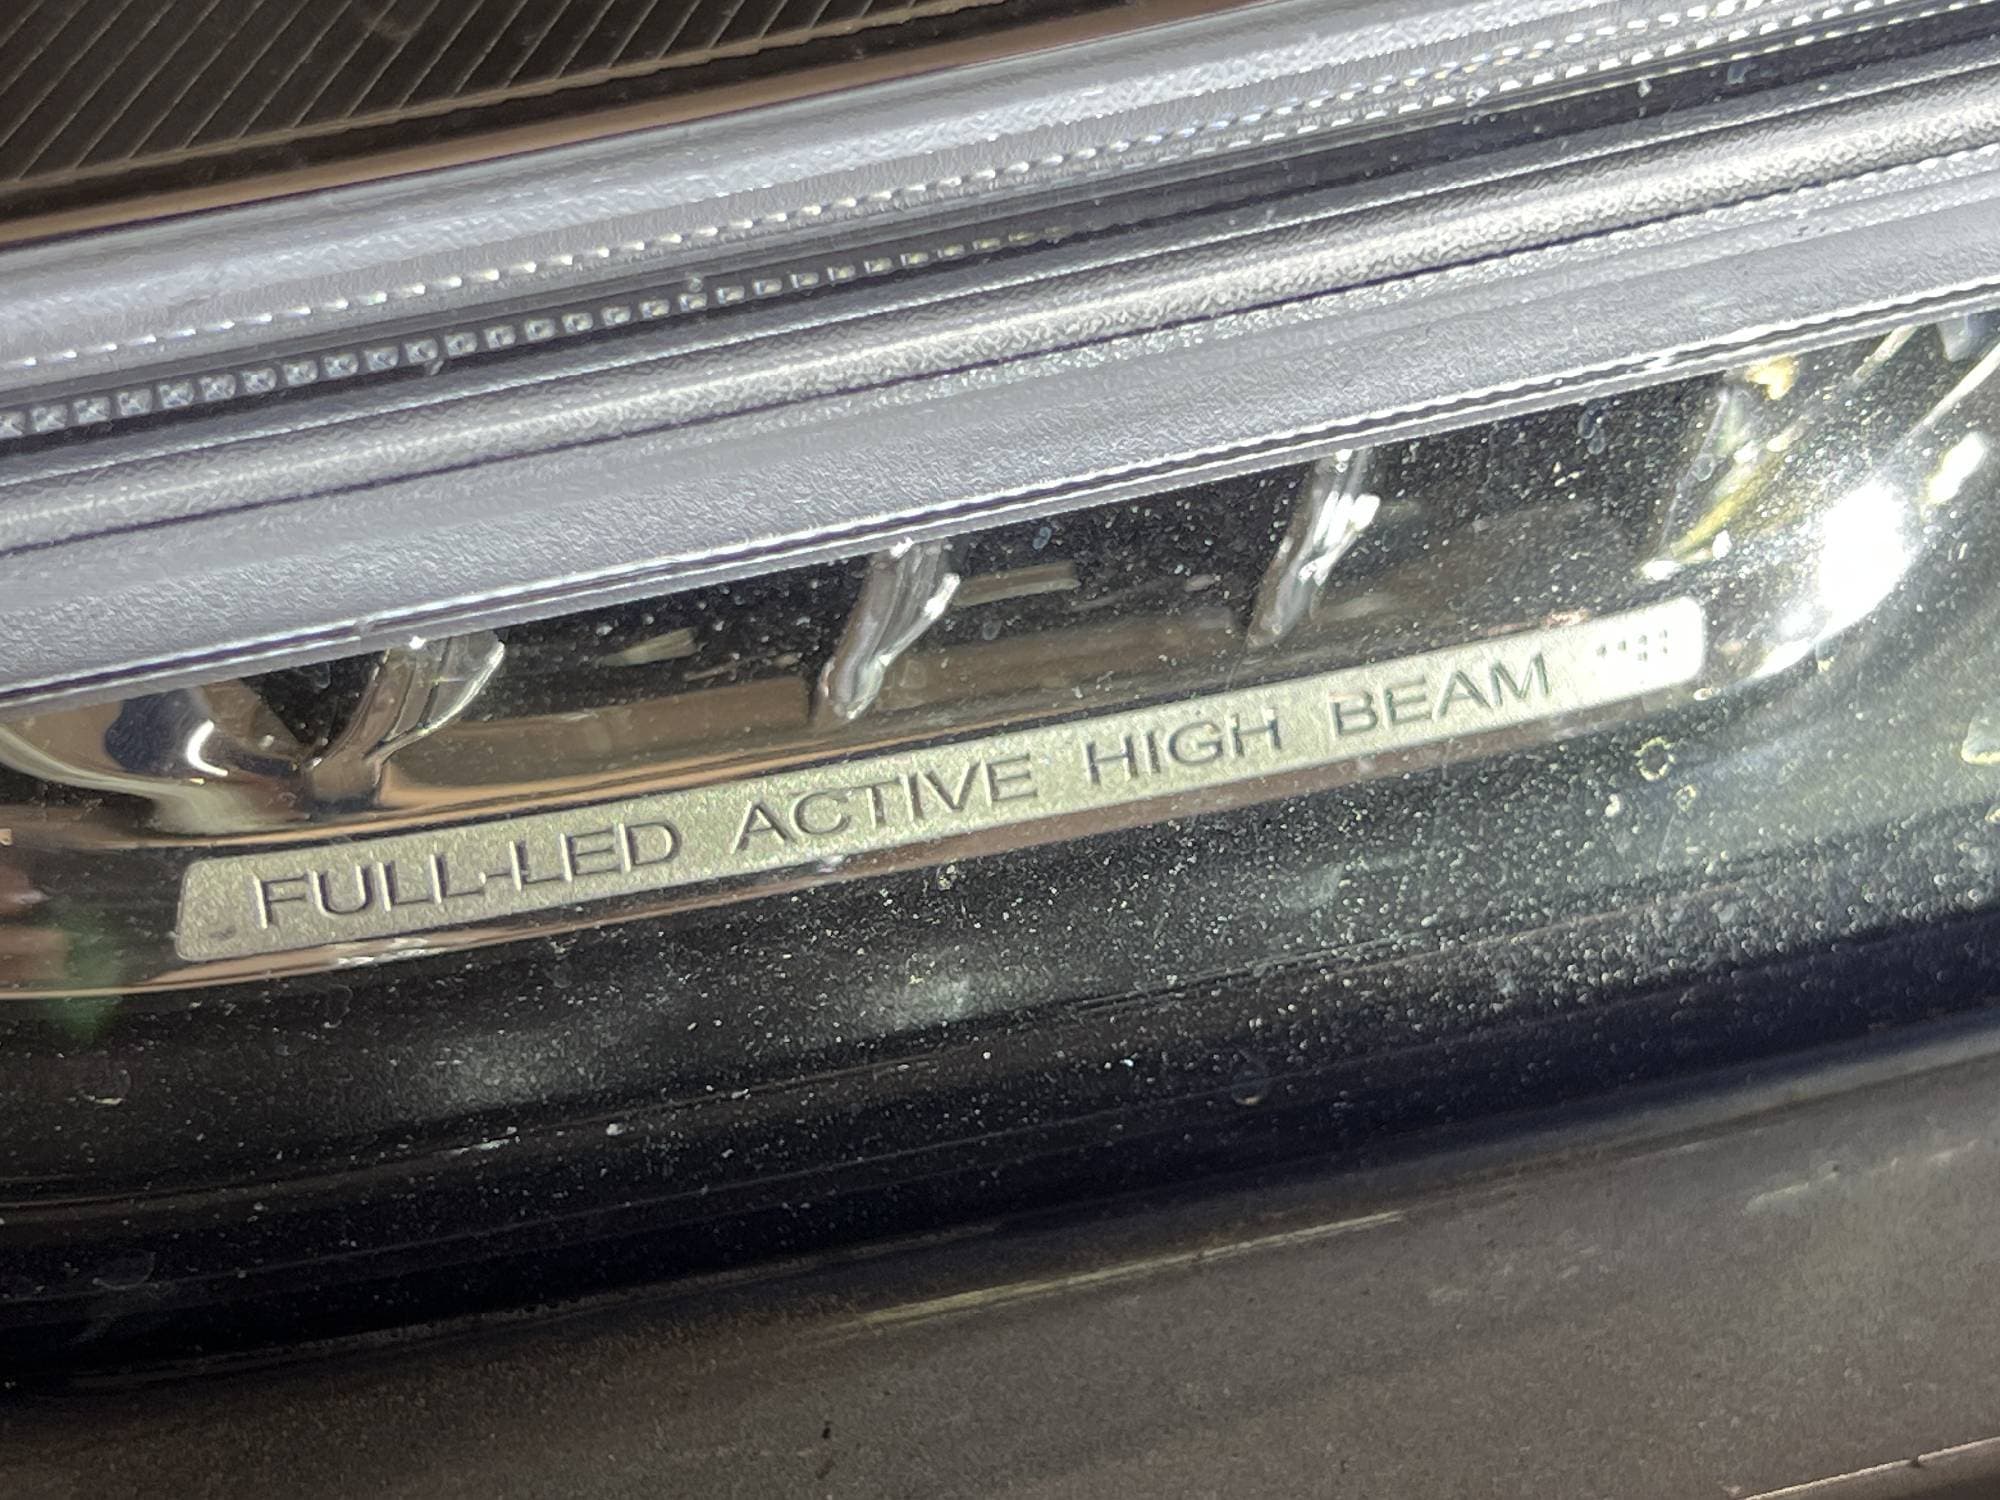 FULL-LED ACTIVE HIGH BEAM